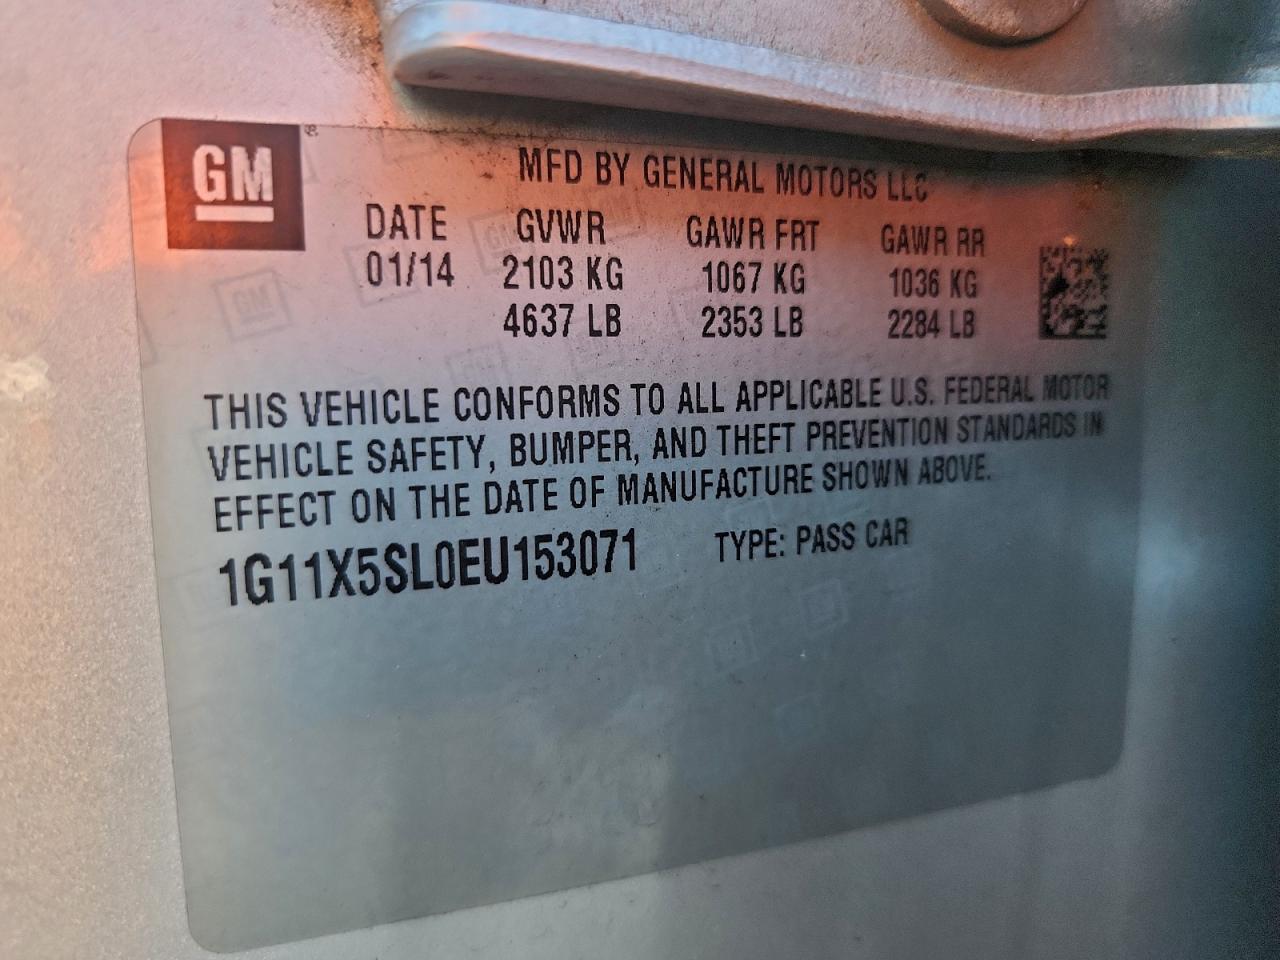 GM
MFD BY GENERAL MOTORS LLC
DATE GVWR GAWR FRT GAWR RR
01/14 2103 KG 1067 KG 1036 KG
4637 LB 2353 LB 2284 LB
THIS VEHICLE CONFORMS TO ALL APPLICABLE U.S. FEDERAL MOTOR
VEHICLE SAFETY, BUMPER, AND THEFT PREVENTION STANDARDS IN
EFFECT ON THE DATE OF MANUFACTURE SHOWN ABOVE.
1G11X5SL0EU153071 TYPE: PASS CAR